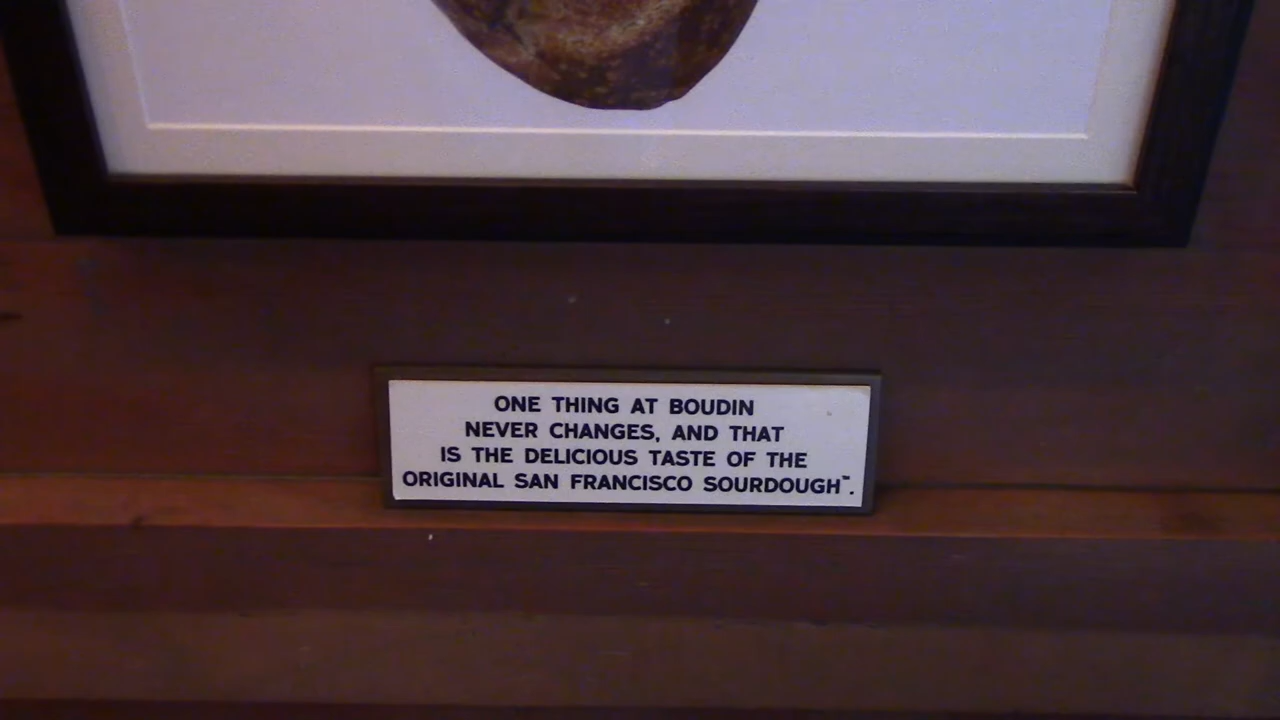 ONE THING AT BOUDIN
NEVER CHANGES, AND THAT
IS THE DELICIOUS TASTE OF THE
ORIGINAL SAN FRANCISCO SOURDOUGH™.